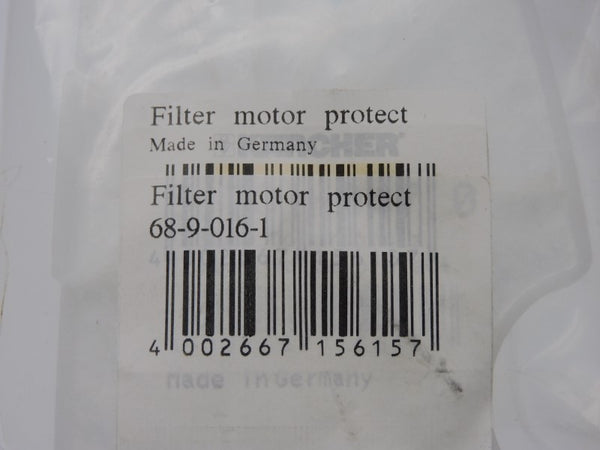 Filter motor protect
Made in Germany
Filter motor protect
68-9-016-1
4 002667 156157
Made in Germany